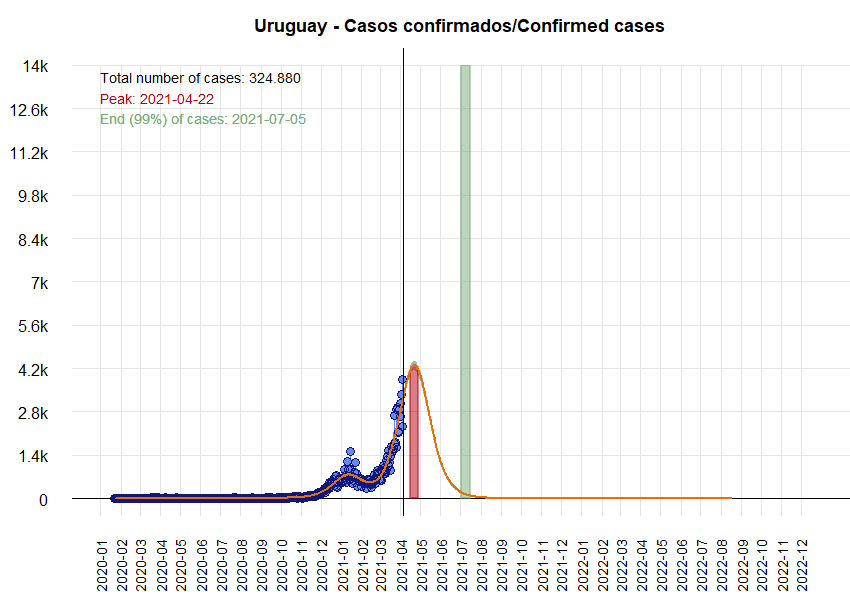 Uruguay - Casos confirmados/Confirmed cases
Total number of cases: 324.880
Peak: 2021-04-22
End (99%) of cases: 2021-07-05
14k
12.6k
11.2k
9.8k
8.4k
7k
5.6k
4.2k
2.8k
1.4k
0
2020-01
2020-02
2020-03
2020-04
2020-05
2020-06
2020-07
2020-08
2020-09
2020-10
2020-11
2020-12
2021-01
2021-02
2021-03
2021-04
2021-05
2021-06
2021-07
2021-08
2021-09
2021-10
2021-11
2021-12
2022-01
2022-02
2022-03
2022-04
2022-05
2022-06
2022-07
2022-08
2022-09
2022-10
2022-11
2022-12